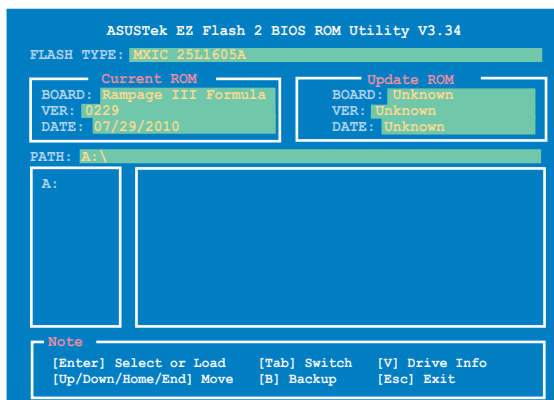 ASUSTek EZ Flash 2 BIOS ROM Utility V3.34
FLASH TYPE: MXIC 25L1605A
Current ROM
BOARD: Rampage III Formula
VER: 0229
DATE: 07/29/2010
Update ROM
BOARD: Unknown
VER: Unknown
DATE: Unknown
PATH: A:\
A:
Note
[Enter] Select or Load [Tab] Switch [V] Drive Info
[Up/Down/Home/End] Move [B] Backup [Esc] Exit